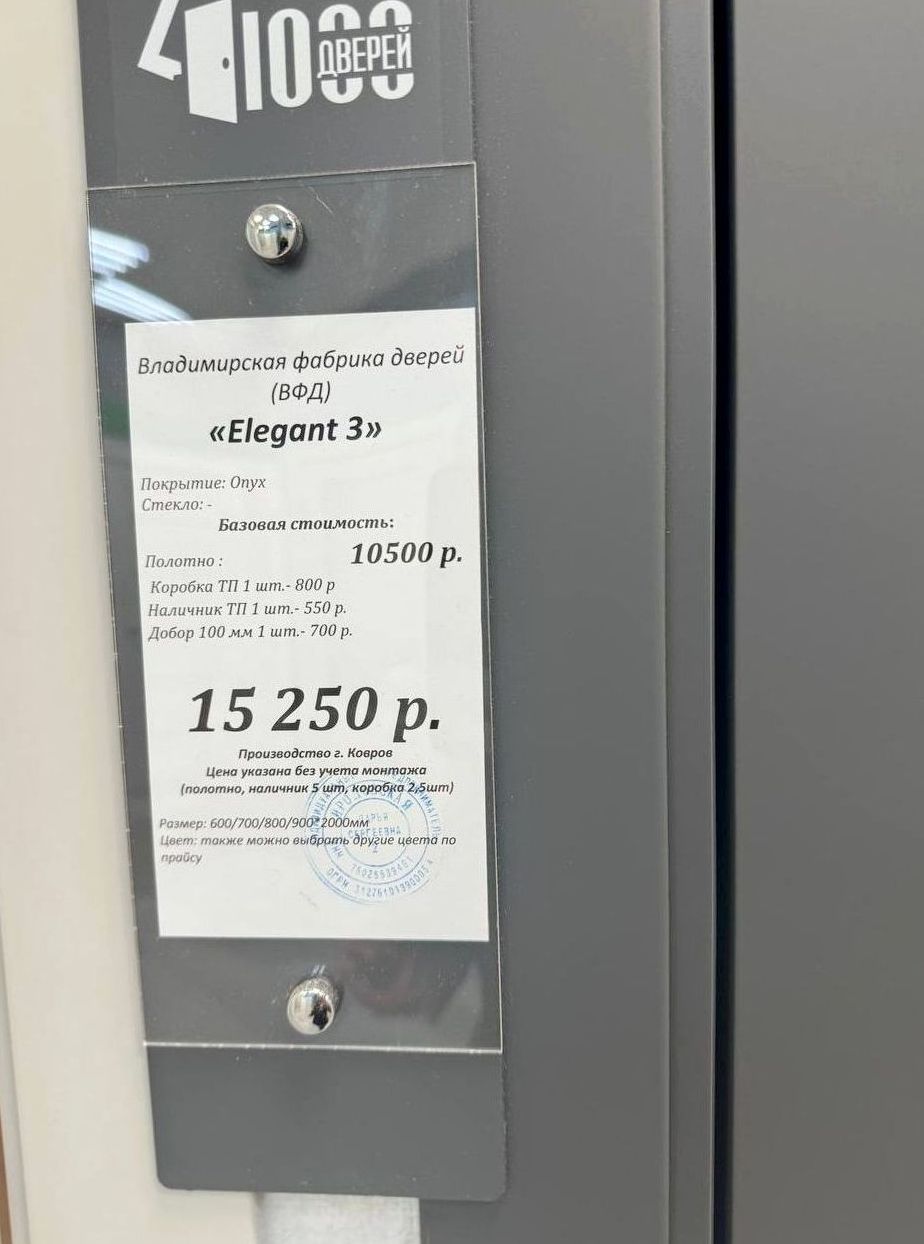 1000
ДВЕРЕЙ
Владимирская фабрика дверей
(ВФД)
«Elegant 3»
Покрытие: Onyx
Стекло: -
Базовая стоимость:
Полотно : 10500 р.
Коробка ТП 1 шт.- 800 р
Наличник ТП 1 шт.- 550 р.
Добор 100 мм 1 шт.- 700 р.
15 250 р.
Производство г. Ковров
Цена указана без учета монтажа
(полотно, наличник 5 шт, коробка 2,5шт)
Размер: 600/700/800/900*2000мм
Цвет: также можно выбрать другие цвета по
прайсу
СЕРГЕЕВНА
ОГРН